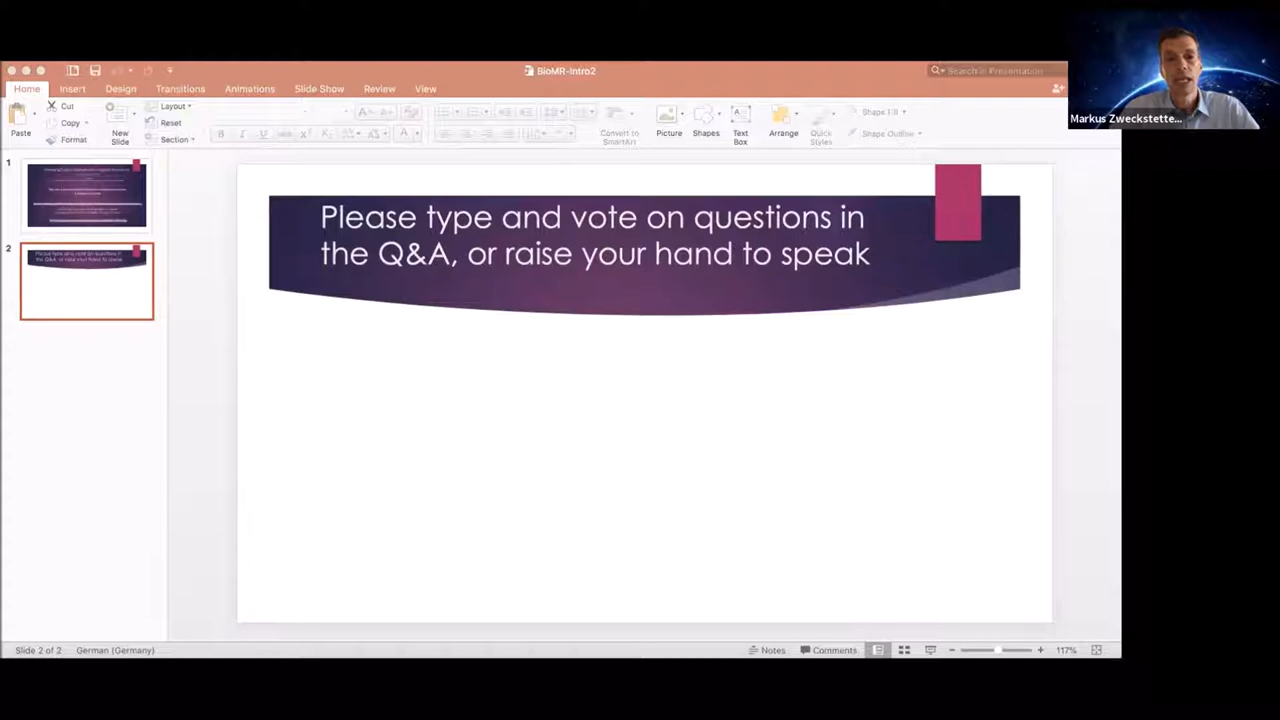 BioMR-Intro2
Search in Presentation
Home Insert Design Transitions Animations Slide Show Review View
Paste
Cut
Copy
Format
New
Slide
Layout
Reset
Section
Convert to
SmartArt
Picture
Shapes
Text
Box
Arrange
Quick
Styles
Shape Fill
Shape Outline
Markus Zweckstette...
1
2
Please type and vote on questions in
the Q&A, or raise your hand to speak
Slide 2 of 2 German (Germany)
Notes Comments 117%